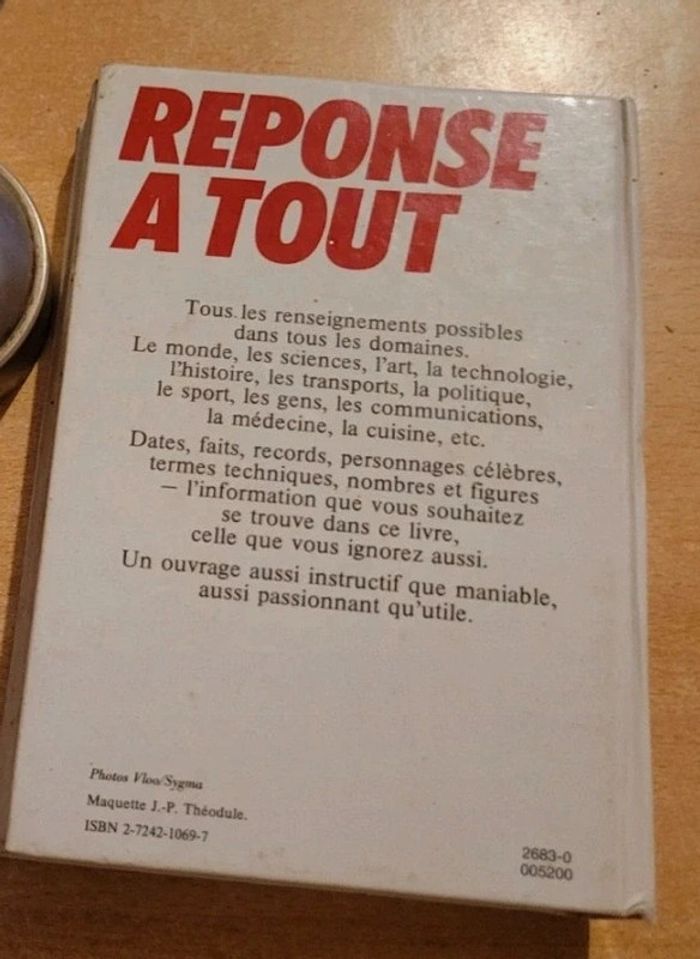 REPONSE
A TOUT
Tous les renseignements possibles
dans tous les domaines.
Le monde, les sciences, l'art, la technologie,
l'histoire, les transports, la politique,
le sport, les gens, les communications,
la médecine, la cuisine, etc.
Dates, faits, records, personnages célèbres,
termes techniques, nombres et figures
– l'information que vous souhaitez
se trouve dans ce livre,
celle que vous ignorez aussi.
Un ouvrage aussi instructif que maniable,
aussi passionnant qu'utile.
Photos Vloo/Sygma
Maquette J.-P. Théodule.
ISBN 2-7242-1069-7
2683-0
005200